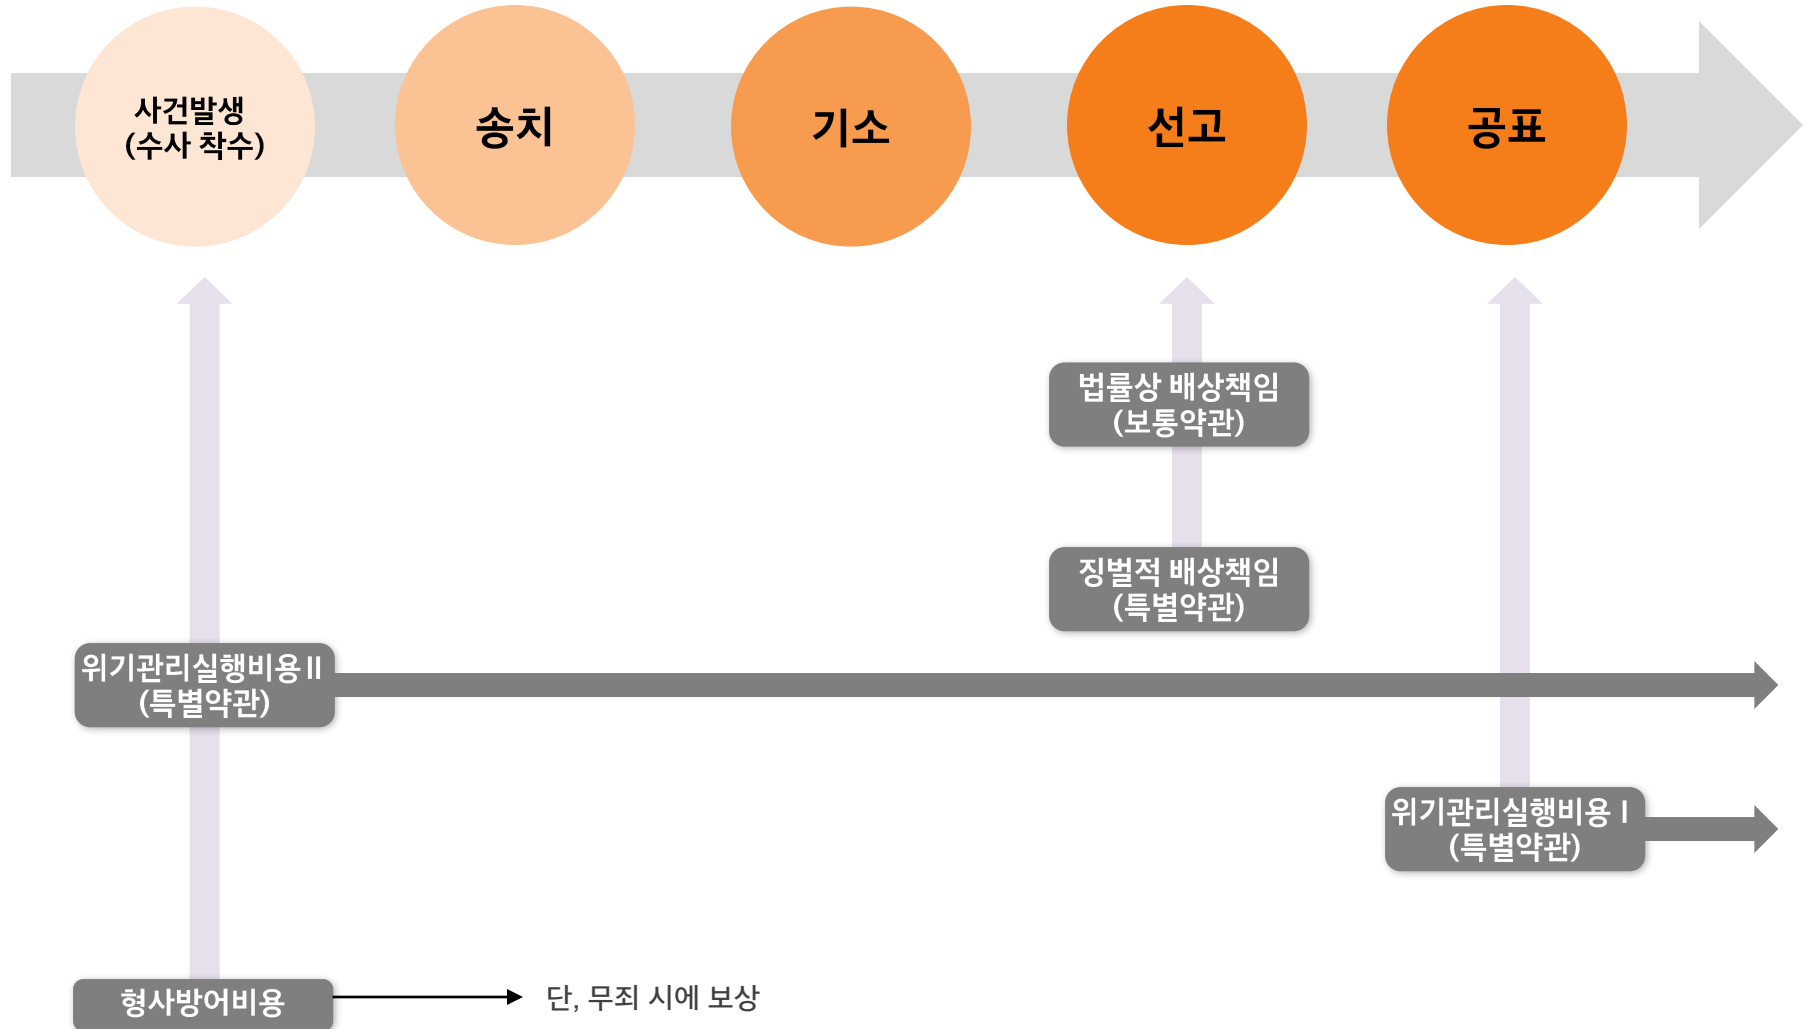 사건발생
(수사 착수)
송치
기소
선고
공표
법률상 배상책임
(보통약관)
징벌적 배상책임
(특별약관)
위기관리실행비용Ⅱ
(특별약관)
위기관리실행비용Ⅰ
(특별약관)
형사방어비용
단, 무죄 시에 보상